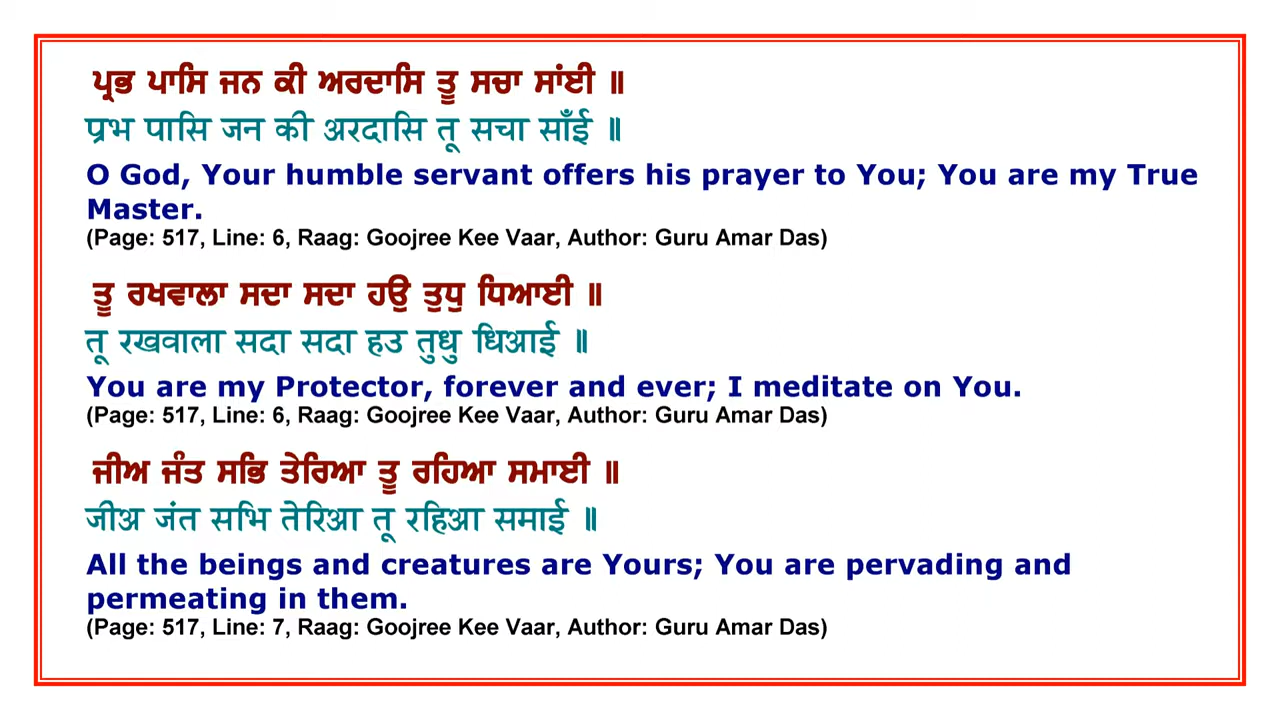 ਪ੍ਰਭ ਪਾਸਿ ਜਨ ਕੀ ਅਰਦਾਸਿ ਤੂ ਸਚਾ ਸਾਂਈ ॥
प्रभ पासि जन की अरदासि तू सचा साँई ॥
O God, Your humble servant offers his prayer to You; You are my True
Master.
(Page: 517, Line: 6, Raag: Goojree Kee Vaar, Author: Guru Amar Das)
ਤੂ ਰਖਵਾਲਾ ਸਦਾ ਸਦਾ ਹਉ ਤੁਧੁ ਧਿਆਈ ॥
तू रखवाला सदा सदा हउ तुधु धिआई ॥
You are my Protector, forever and ever; I meditate on You.
(Page: 517, Line: 6, Raag: Goojree Kee Vaar, Author: Guru Amar Das)
ਜੀਅ ਜੰਤ ਸਭਿ ਤੇਰਿਆ ਤੂ ਰਹਿਆ ਸਮਾਈ ॥
जीअ जंत सभि तेरिआ तू रहिआ समाई ॥
All the beings and creatures are Yours; You are pervading and
permeating in them.
(Page: 517, Line: 7, Raag: Goojree Kee Vaar, Author: Guru Amar Das)